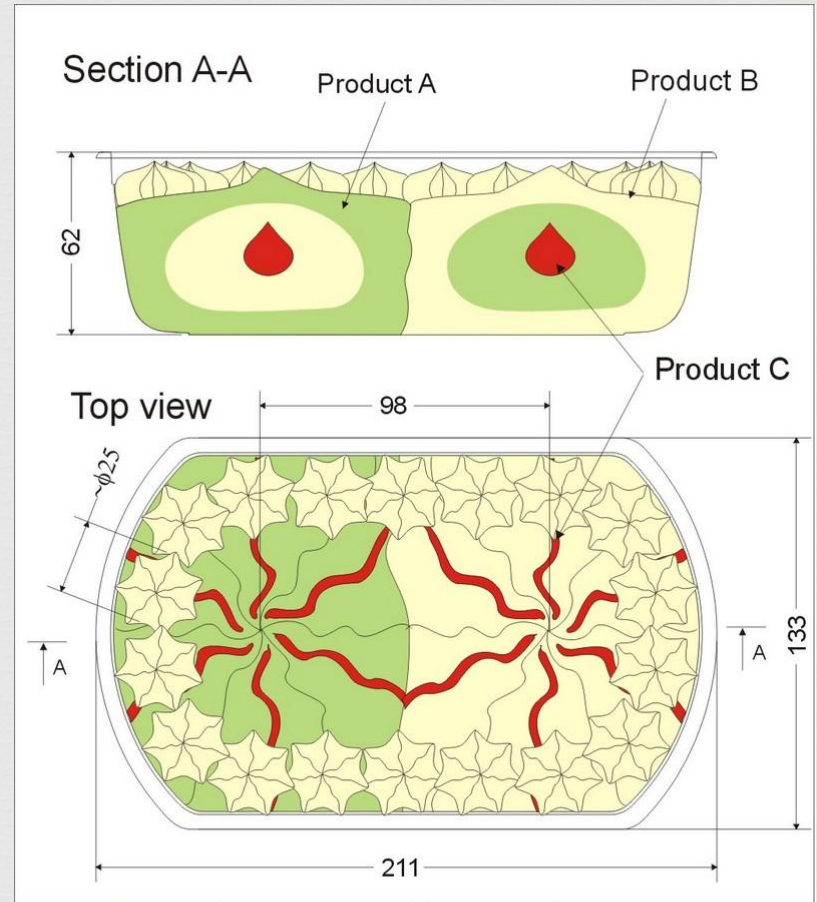 Section A-A
Product A
Product B
62
Product C
Top view
98
~ϕ25
A
A
133
211